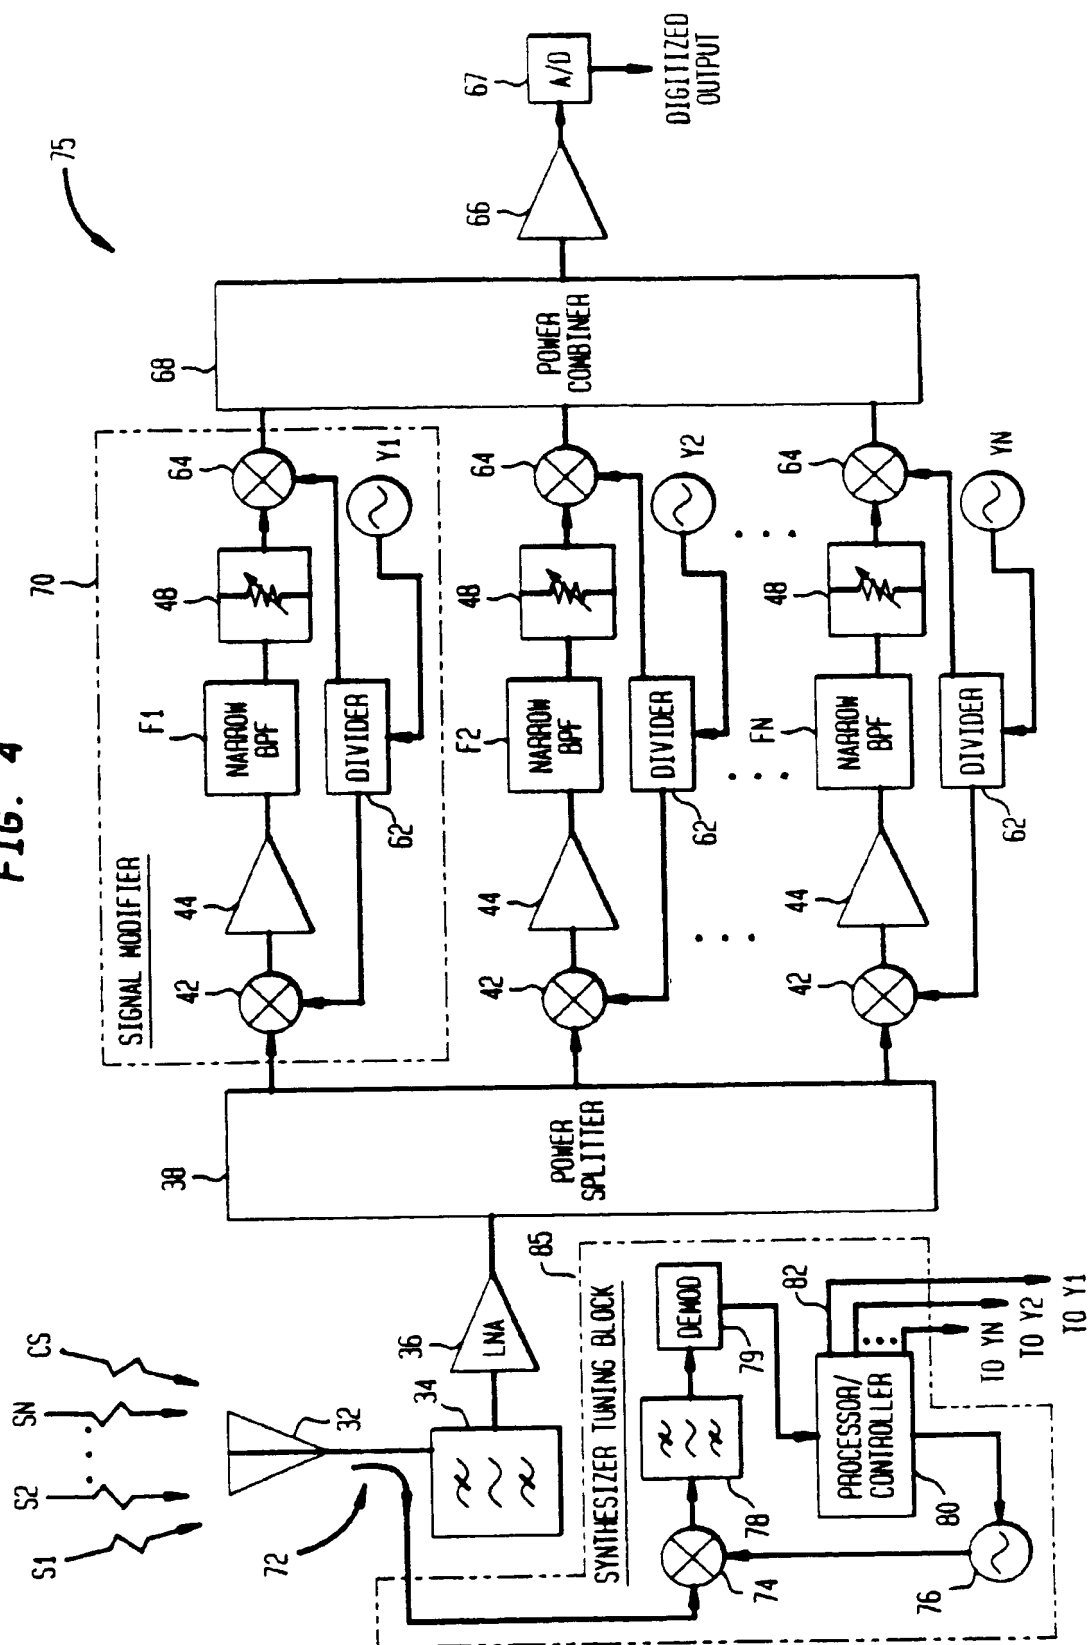 FIG. 4
75
S1
S2
SN
CS
32
72
34
36
LNA
38
POWER
SPLITTER
70
SIGNAL MODIFIER
42
44
F1
NARROW
BPF
48
64
DIVIDER
62
Y1
42
44
F2
NARROW
BPF
48
64
DIVIDER
62
Y2
42
44
FN
NARROW
BPF
48
64
DIVIDER
62
YN
68
POWER
COMBINER
66
67
A/D
DIGITIZED
OUTPUT
85
SYNTHESIZER TUNING BLOCK
74
76
78
DEMOD
79
PROCESSOR/
CONTROLLER
80
82
TO YN
TO Y2
TO Y1